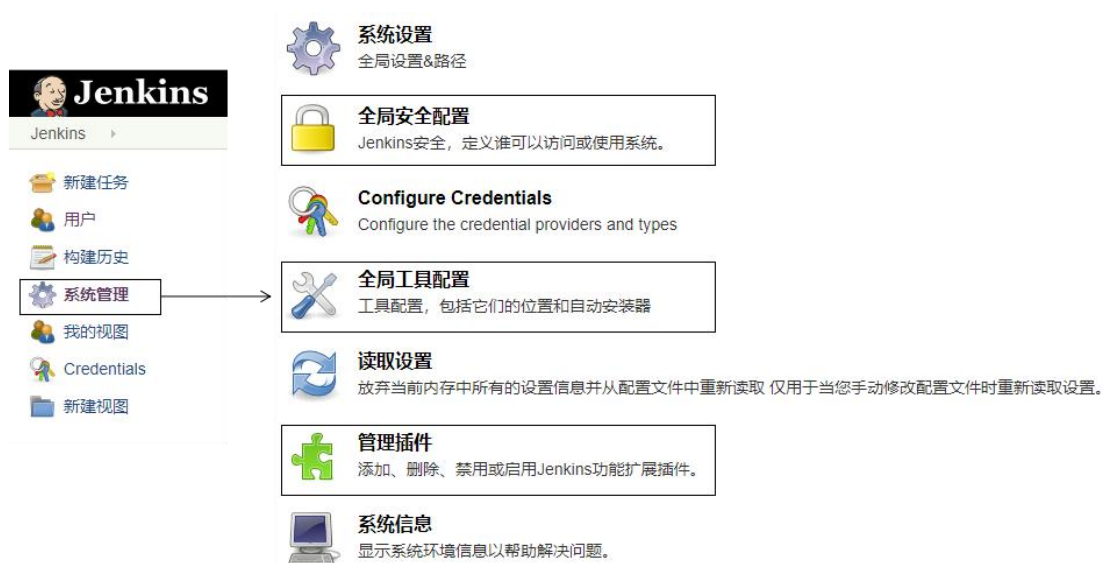 Jenkins
Jenkins
新建任务
用户
构建历史
系统管理
我的视图
Credentials
新建视图
系统设置
全局设置&路径
全局安全配置
Jenkins安全，定义谁可以访问或使用系统。
Configure Credentials
Configure the credential providers and types
全局工具配置
工具配置，包括它们的位置和自动安装器
读取设置
放弃当前内存中所有的设置信息并从配置文件中重新读取 仅用于当您手动修改配置文件时重新读取设置。
管理插件
添加、删除、禁用或启用Jenkins功能扩展插件。
系统信息
显示系统环境信息以帮助解决问题。